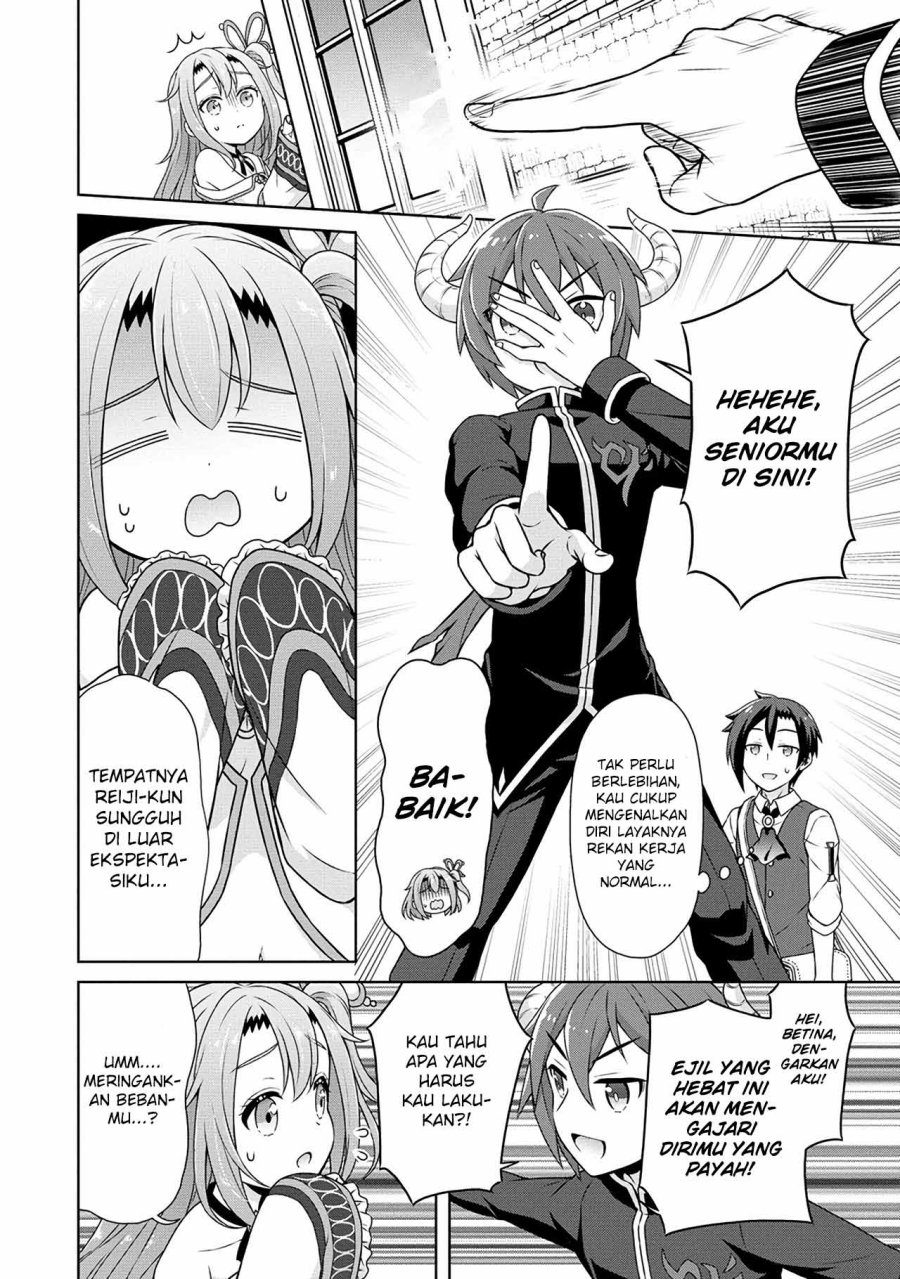 HEHEHE,
AKU
SENIORMU
DI SINI!
TAK PERLU
BERLEBIHAN,
KAU CUKUP
MENGENALKAN
DIRI LAYAKNYA
REKAN KERJA
YANG
NORMAL...
BA-
BAIK!
TEMPATNYA
REIJI-KUN
SUNGGUH
DI LUAR
EKSPEKTA-
SIKU...
HEI,
BETINA,
DEN-
GARKAN
AKU!
EJIL YANG
HEBAT INI
AKAN MEN-
GAJARI
DIRIMU YANG
PAYAH!
KAU TAHU
APA YANG
HARUS
KAU LAKU-
KAN?!
UMM....
MERINGANK-
AN BEBAN-
MU...?